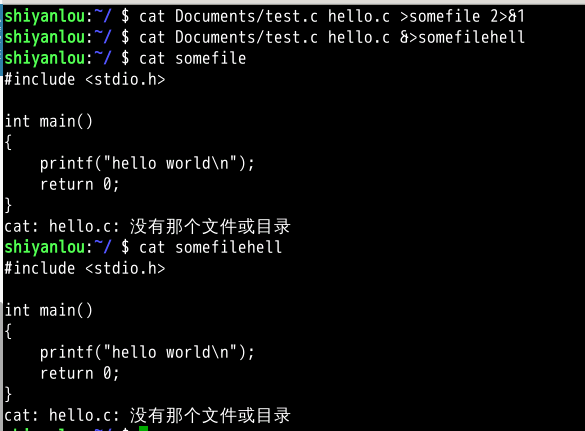 shiyanlou:~/ $ cat Documents/test.c hello.c >somefile 2>&1
shiyanlou:~/ $ cat Documents/test.c hello.c &>somefilehell
shiyanlou:~/ $ cat somefile
#include <stdio.h>

int main()
{
    printf("hello world\n");
    return 0;
}
cat: hello.c: 没有那个文件或目录
shiyanlou:~/ $ cat somefilehell
#include <stdio.h>

int main()
{
    printf("hello world\n");
    return 0;
}
cat: hello.c: 没有那个文件或目录